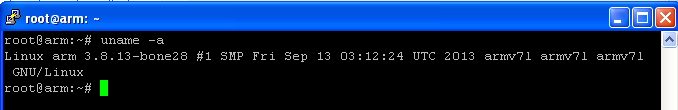 root@arm: ~
root@arm:~# uname -a
Linux arm 3.8.13-bone28 #1 SMP Fri Sep 13 03:12:24 UTC 2013 armv7l armv7l armv7l
 GNU/Linux
root@arm:~#